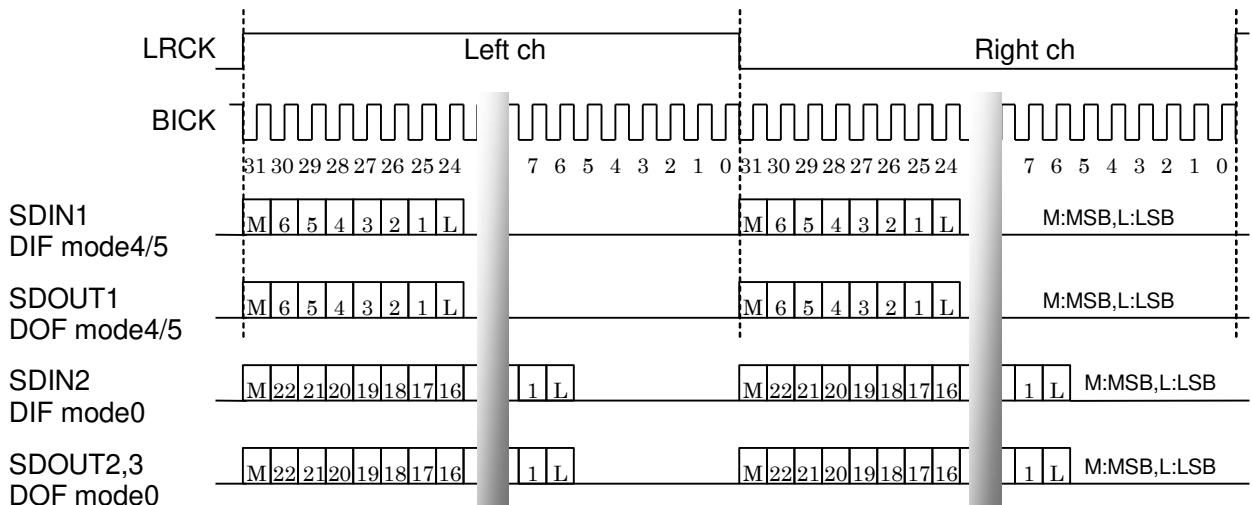 LRCK Left ch Right ch
BICK
31 30 29 28 27 26 25 24 7 6 5 4 3 2 1 0 31 30 29 28 27 26 25 24 7 6 5 4 3 2 1 0
SDIN1
DIF mode4/5
M 6 5 4 3 2 1 L M 6 5 4 3 2 1 L M:MSB,L:LSB
SDOUT1
DOF mode4/5
M 6 5 4 3 2 1 L M 6 5 4 3 2 1 L M:MSB,L:LSB
SDIN2
DIF mode0
M 22 21 20 19 18 17 16 1 L M 22 21 20 19 18 17 16 1 L M:MSB,L:LSB
SDOUT2,3
DOF mode0
M 22 21 20 19 18 17 16 1 L M 22 21 20 19 18 17 16 1 L M:MSB,L:LSB